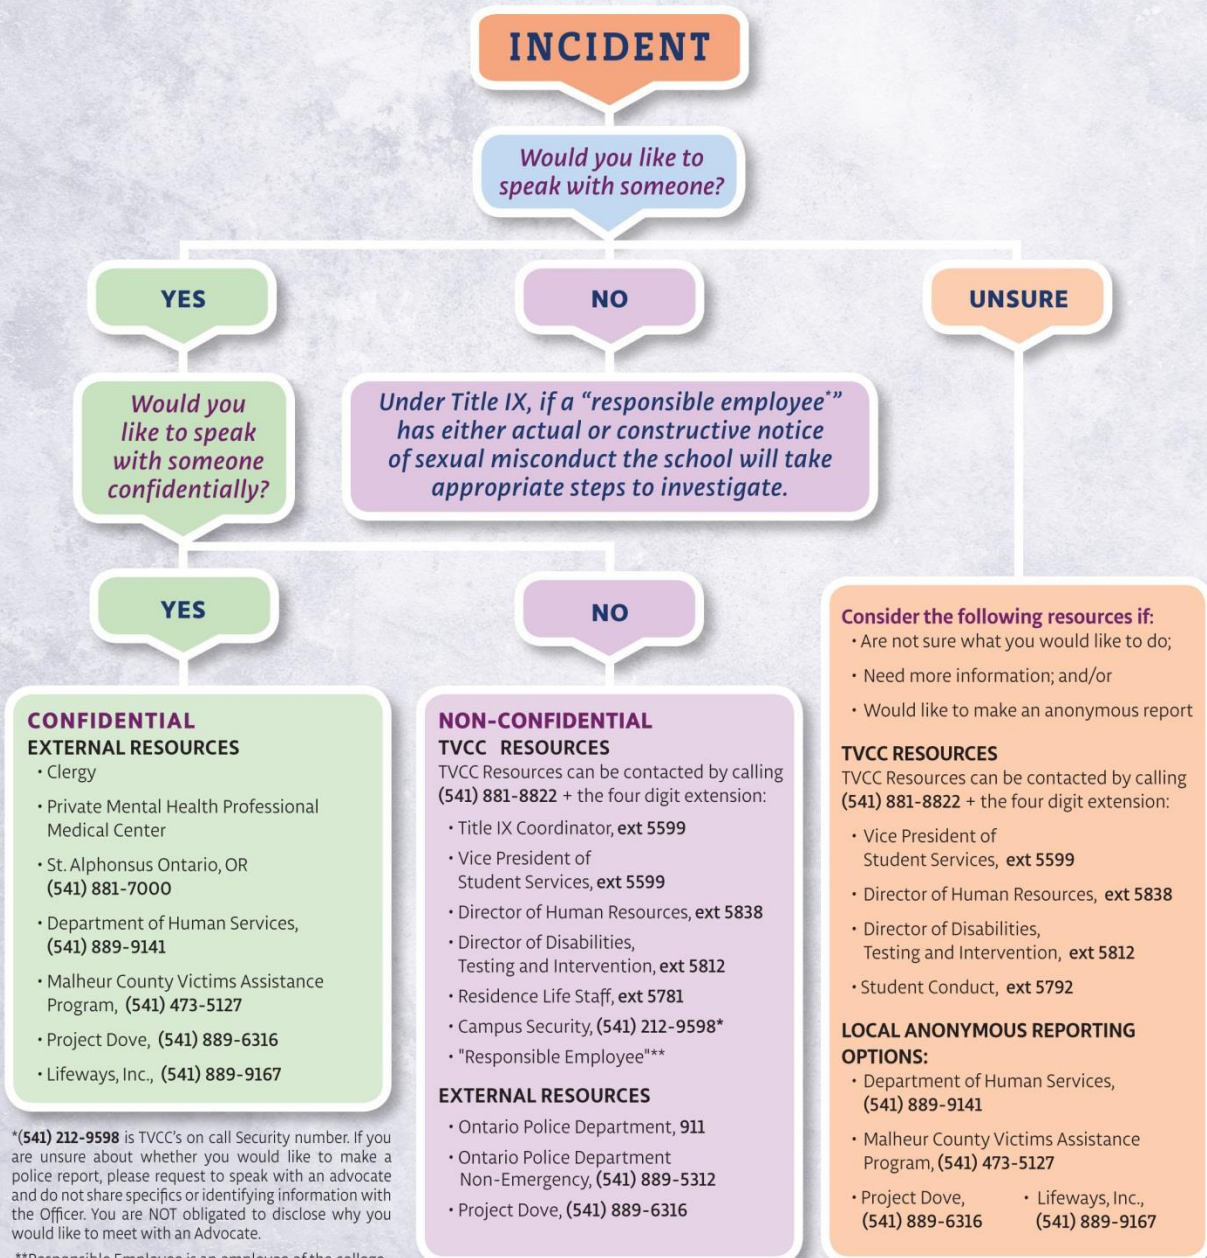 INCIDENT
Would you like to
speak with someone?
YES
NO
UNSURE
Would you
like to speak
with someone
confidentially?
Under Title IX, if a “responsible employee*”
has either actual or constructive notice
of sexual misconduct the school will take
appropriate steps to investigate.
YES
NO
CONFIDENTIAL
EXTERNAL RESOURCES
• Clergy
• Private Mental Health Professional
Medical Center
• St. Alphonsus Ontario, OR
(541) 881-7000
• Department of Human Services,
(541) 889-9141
• Malheur County Victims Assistance
Program, (541) 473-5127
• Project Dove, (541) 889-6316
• Lifeways, Inc., (541) 889-9167
*(541) 212-9598 is TVCC's on call Security number. If you
are unsure about whether you would like to make a
police report, please request to speak with an advocate
and do not share specifics or identifying information with
the Officer. You are NOT obligated to disclose why you
would like to meet with an Advocate.
**Responsible Employee is an employee of the college
NON-CONFIDENTIAL
TVCC RESOURCES
TVCC Resources can be contacted by calling
(541) 881-8822 + the four digit extension:
• Title IX Coordinator, ext 5599
• Vice President of
Student Services, ext 5599
• Director of Human Resources, ext 5838
• Director of Disabilities,
Testing and Intervention, ext 5812
• Residence Life Staff, ext 5781
• Campus Security, (541) 212-9598*
• "Responsible Employee"**
EXTERNAL RESOURCES
• Ontario Police Department, 911
• Ontario Police Department
Non-Emergency, (541) 889-5312
• Project Dove, (541) 889-6316
Consider the following resources if:
• Are not sure what you would like to do;
• Need more information; and/or
• Would like to make an anonymous report
TVCC RESOURCES
TVCC Resources can be contacted by calling
(541) 881-8822 + the four digit extension:
• Vice President of
Student Services, ext 5599
• Director of Human Resources, ext 5838
• Director of Disabilities,
Testing and Intervention, ext 5812
• Student Conduct, ext 5792
LOCAL ANONYMOUS REPORTING
OPTIONS:
• Department of Human Services,
(541) 889-9141
• Malheur County Victims Assistance
Program, (541) 473-5127
• Project Dove,
(541) 889-6316
• Lifeways, Inc.,
(541) 889-9167